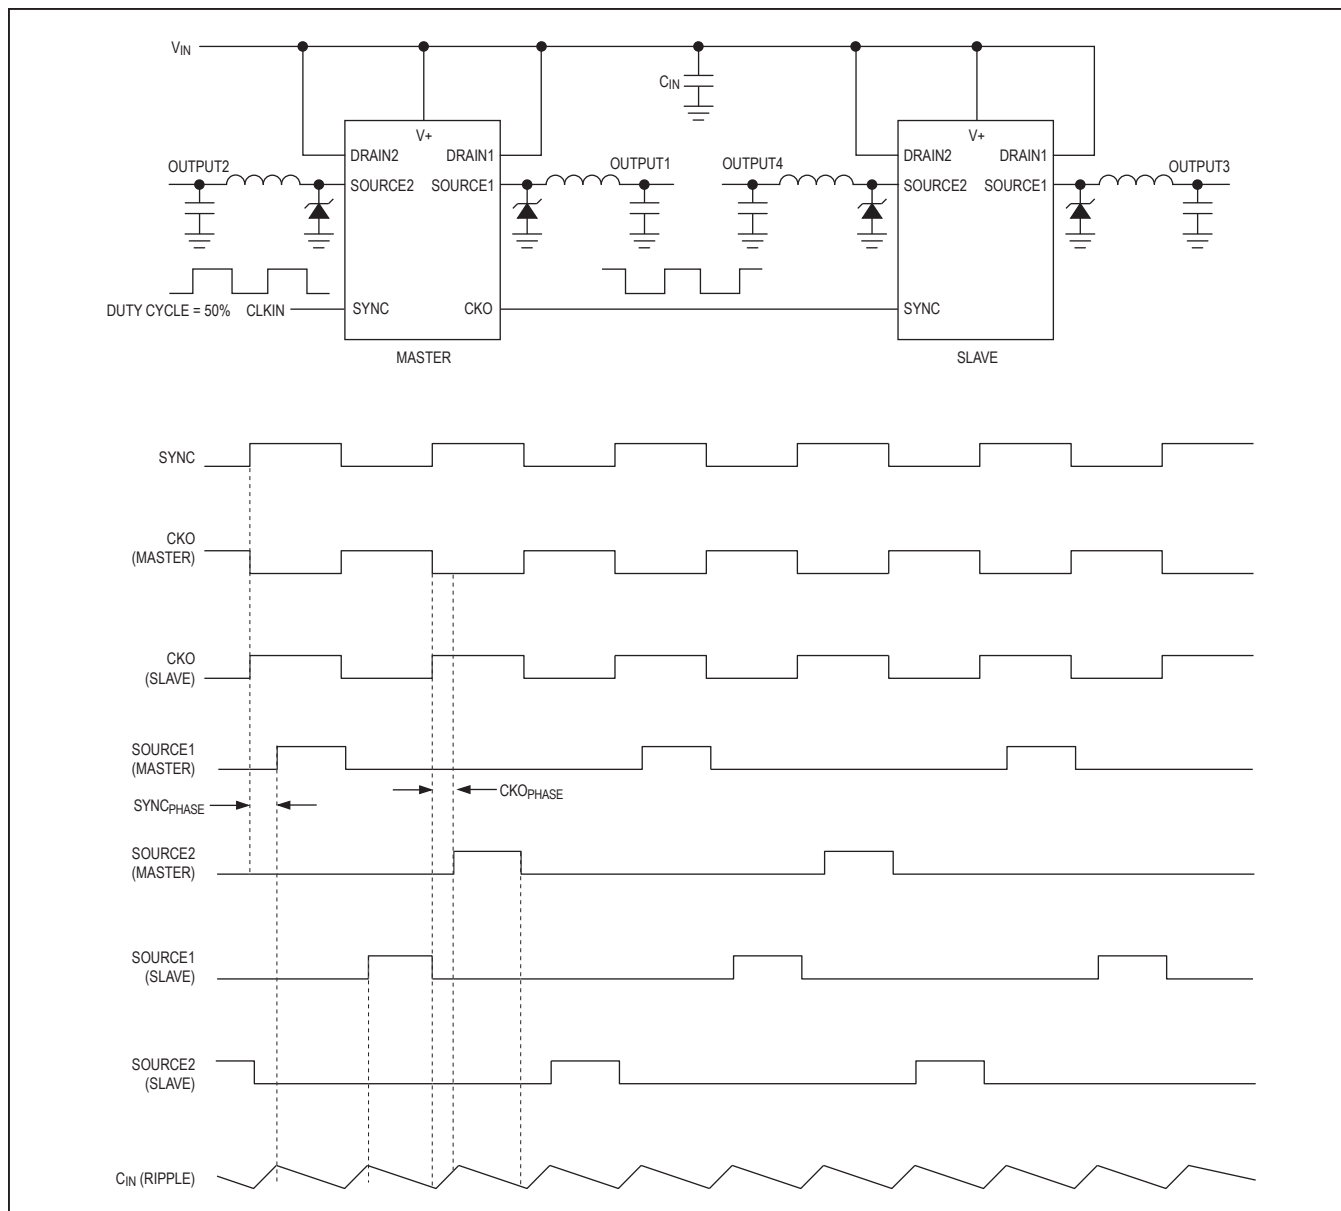 VIN
CIN
V+
V+
DRAIN2
DRAIN1
DRAIN2
DRAIN1
OUTPUT2
OUTPUT1
OUTPUT4
OUTPUT3
SOURCE2
SOURCE1
SOURCE2
SOURCE1
DUTY CYCLE = 50%
CLKIN
SYNC
CKO
SYNC
MASTER
SLAVE
SYNC
CKO
(MASTER)
CKO
(SLAVE)
SOURCE1
(MASTER)
SYNCPHASE
CKOPHASE
SOURCE2
(MASTER)
SOURCE1
(SLAVE)
SOURCE2
(SLAVE)
CIN (RIPPLE)